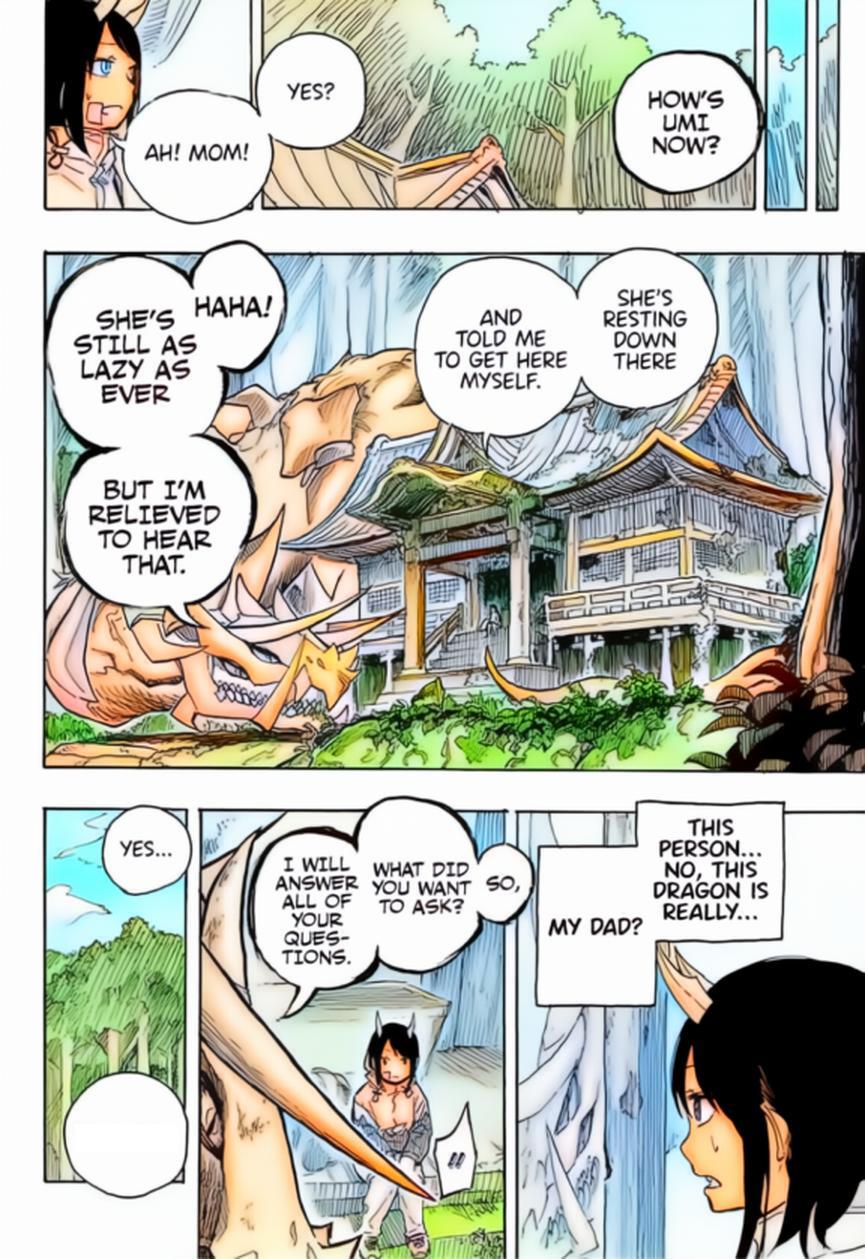 HOW'S
UMI
NOW?
YES?
AH! MOM!
SHE'S
RESTING
DOWN
THERE
AND
TOLD ME
TO GET HERE
MYSELF.
HAHA!
SHE'S
STILL AS
LAZY AS
EVER
BUT I'M
RELIEVED
TO HEAR
THAT.
THIS
PERSON...
NO, THIS
DRAGON IS
REALLY...
MY DAD?
SO,
WHAT DID
YOU WANT
TO ASK?
I WILL
ANSWER
ALL OF
YOUR
QUES-
TIONS.
!!
YES...